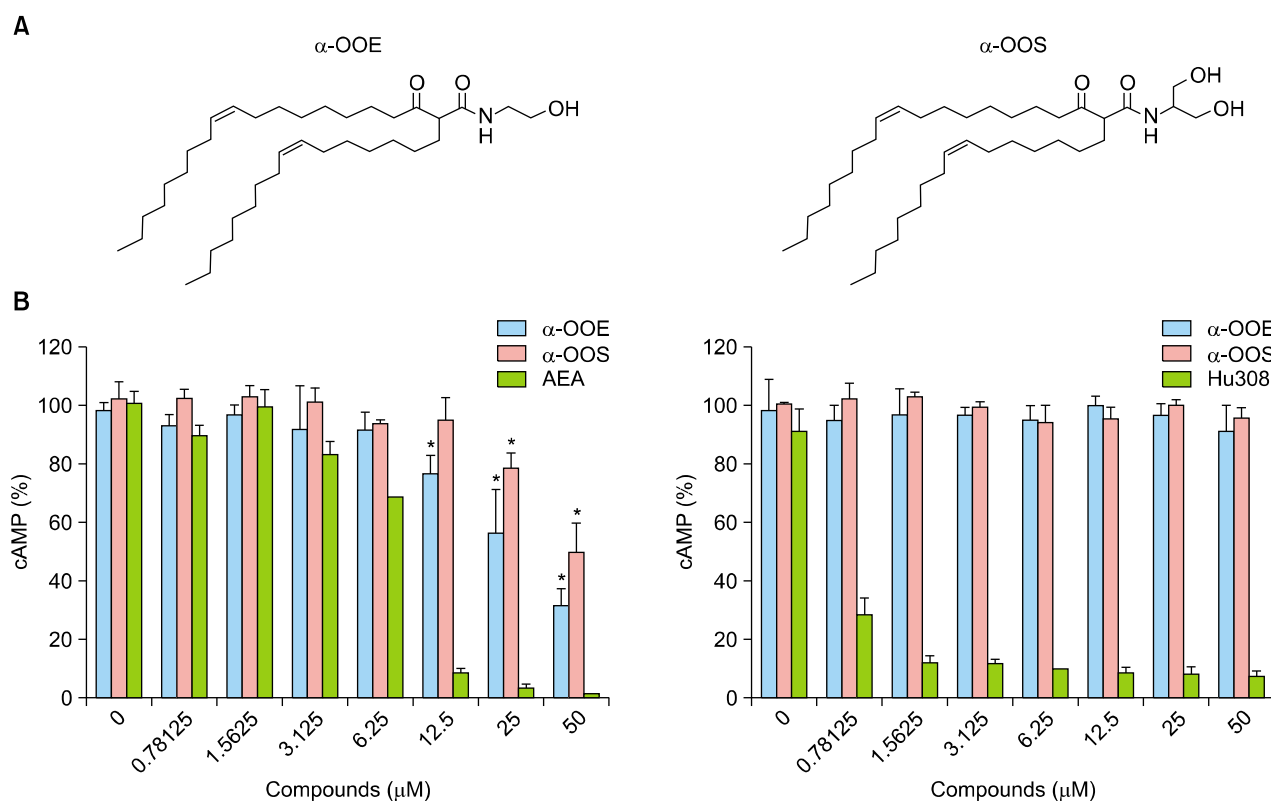 A
α-OOE
α-OOS
O O
N
H
OH
O O
N
H
OH
OH
B
α-OOE
α-OOS
AEA
cAMP (%)
120
100
80
60
40
20
0
* * * * *
0 0.78125 1.5625 3.125 6.25 12.5 25 50
Compounds (μM)
α-OOE
α-OOS
Hu308
cAMP (%)
120
100
80
60
40
20
0
0 0.78125 1.5625 3.125 6.25 12.5 25 50
Compounds (μM)